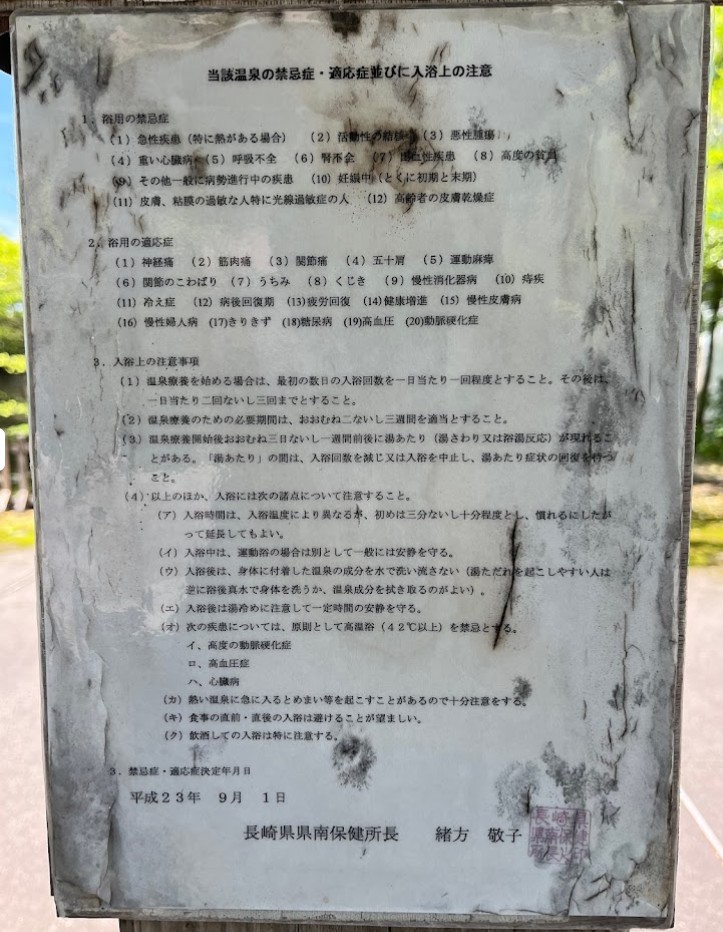 当該温泉の禁忌症・適応症並びに入浴上の注意
1．浴用の禁忌症
(1) 急性疾患（特に熱がある場合） (2) 活動性の結核 (3) 悪性腫瘍
(4) 重い心臓病 (5) 呼吸不全 (6) 腎不全 (7) 出血性疾患 (8) 高度の貧血
(9) その他一般に病勢進行中の疾患 (10) 妊娠中（とくに初期と末期）
(11) 皮膚、粘膜の過敏な人特に光線過敏症の人 (12) 高齢者の皮膚乾燥症
2．浴用の適応症
(1) 神経痛 (2) 筋肉痛 (3) 関節痛 (4) 五十肩 (5) 運動麻痺
(6) 関節のこわばり (7) うちみ (8) くじき (9) 慢性消化器病 (10) 痔疾
(11) 冷え症 (12) 病後回復期 (13)疲労回復 (14)健康増進 (15) 慢性皮膚病
(16) 慢性婦人病 (17)きりきず (18)糖尿病 (19)高血圧 (20)動脈硬化症
3．入浴上の注意事項
(1) 温泉療養を始める場合は、最初の数日の入浴回数を一日当たり一回程度とすること。その後は、
一日当たり二回ないし三回までとすること。
(2) 温泉療養のための必要期間は、おおむね二ないし三週間を適当とすること。
(3) 温泉療養開始後おおむね三日ないし一週間前後に湯あたり（湯さわり又は浴湯反応）が現れるこ
とがある。「湯あたり」の間は、入浴回数を減じ又は入浴を中止し、湯あたり症状の回復を待つ
こと。
(4) 以上のほか、入浴には次の諸点について注意すること。
(ア) 入浴時間は、入浴温度により異なるが、初めは三分ないし十分程度とし、慣れるにしたが
って延長してもよい。
(イ) 入浴中は、運動浴の場合は別として一般には安静を守る。
(ウ) 入浴後は、身体に付着した温泉の成分を水で洗い流さない（湯ただれを起こしやすい人は
逆に浴後真水で身体を洗うか、温泉成分を拭き取るのがよい）。
(エ) 入浴後は湯冷めに注意して一定時間の安静を守る。
(オ) 次の疾患については、原則として高温浴（42℃以上）を禁忌とする。
イ、高度の動脈硬化症
ロ、高血圧症
ハ、心臓病
(カ) 熱い温泉に急に入るとめまい等を起こすことがあるので十分注意をする。
(キ) 食事の直前・直後の入浴は避けることが望ましい。
(ク) 飲酒しての入浴は特に注意する。
3．禁忌症・適応症決定年月日
平成23年 9月 1日
長崎県県南保健所長 緒方 敬子
長崎県
県南保健